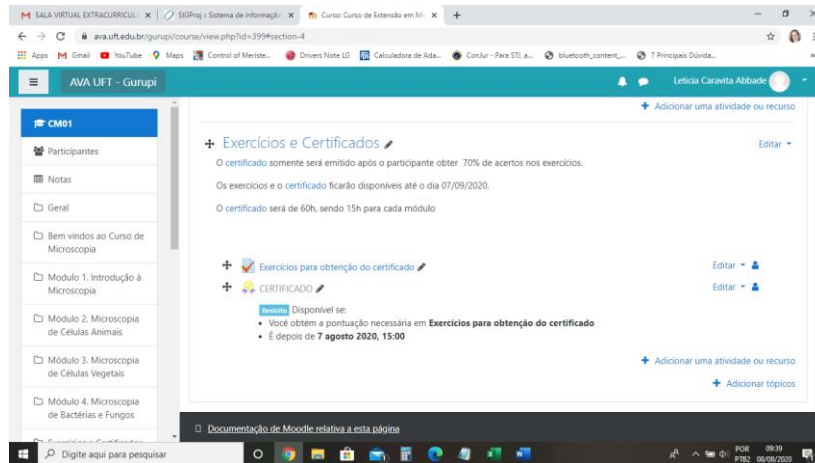 SALA VIRTUAL EXTRACURRICUL
SIGProj : Sistema de Informaçã
Curso: Curso de Extensão em Mi
ava.uft.edu.br/gurupi/course/view.php?id=399#section-4
Apps
Gmail
YouTube
Maps
Control of Meriste...
Drivers Note LG
Calculadora de Ada...
ConJur - Para STJ, a...
bluetooth_content_...
7 Principais Dúvida...
AVA UFT - Gurupi
Leticia Caravita Abbade
CM01
Participantes
Notas
Geral
Bem vindos ao Curso de
Microscopia
Modulo 1. Introdução à
Microscopia
Módulo 2. Microscopia
de Células Animais
Módulo 3. Microscopia
de Células Vegetais
Módulo 4. Microscopia
de Bactérias e Fungos
Adicionar uma atividade ou recurso
Exercícios e Certificados
Editar
O certificado somente será emitido após o participante obter 70% de acertos nos exercícios.
Os exercícios e o certificado ficarão disponíveis até o dia 07/09/2020.
O certificado será de 60h, sendo 15h para cada módulo
Exercícios para obtenção do certificado
Editar
CERTIFICADO
Editar
Restrito Disponível se:
• Você obtém a pontuação necessária em Exercícios para obtenção do certificado
• É depois de 7 agosto 2020, 15:00
Adicionar uma atividade ou recurso
Adicionar tópicos
Documentação de Moodle relativa a esta página
Digite aqui para pesquisar
POR
PTB2
09:39
08/08/2020